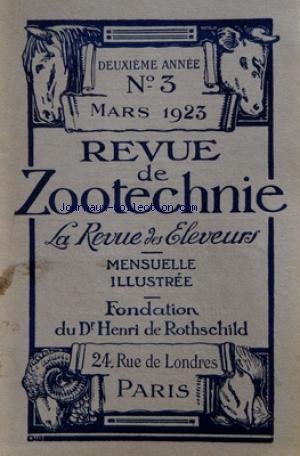 DEUXIÈME ANNÉE
Nº 3
MARS 1923
REVUE
de
Zootechnie
Journaux-Collection.com
La Revue des Eleveurs
MENSUELLE
ILLUSTRÉE
Fondation
du Dr Henri de Rothschild
24, Rue de Londres
PARIS